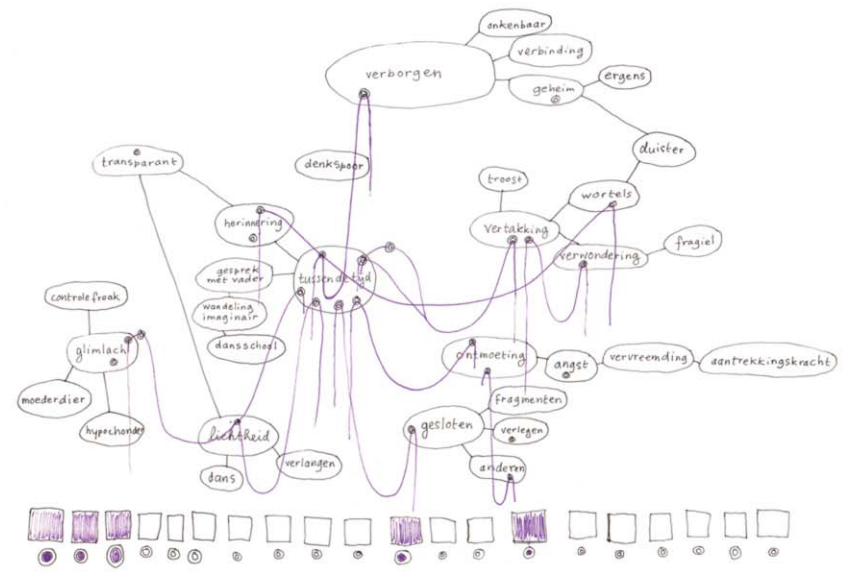 onkenbaar
verborgen
verbinding
geheim
ergens
duister
transparant
denkspoor
troost
wortels
herinnering
vertakking
fragiel
verwondering
gesprek
met vader
tussendetijd
controlefreak
wandeling
imaginair
dansschool
glimlach
ontmoeting
angst
vervreemding
aantrekkingskracht
moederdier
fragmenten
hypochonder
lichtheid
gesloten
verlegen
verlangen
anderen
dans